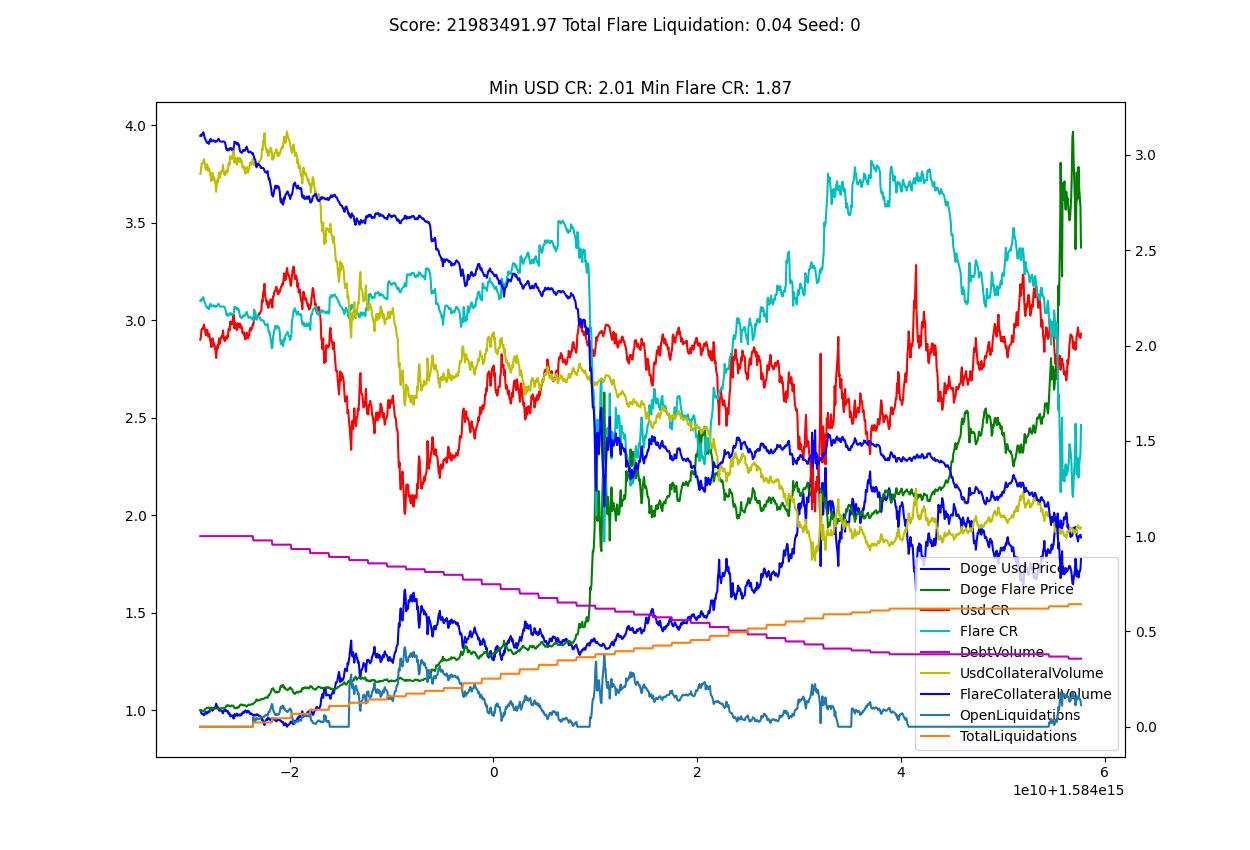 Score: 21983491.97 Total Flare Liquidation: 0.04 Seed: 0
Min USD CR: 2.01 Min Flare CR: 1.87
4.0
3.5
3.0
2.5
2.0
1.5
1.0
3.0
2.5
2.0
1.5
1.0
0.5
0.0
Doge Usd Price
Doge Flare Price
Usd CR
Flare CR
DebtVolume
UsdCollateralVolume
FlareCollateralVolume
OpenLiquidations
TotalLiquidations
−2 0 2 4 6
1e10+1.584e15